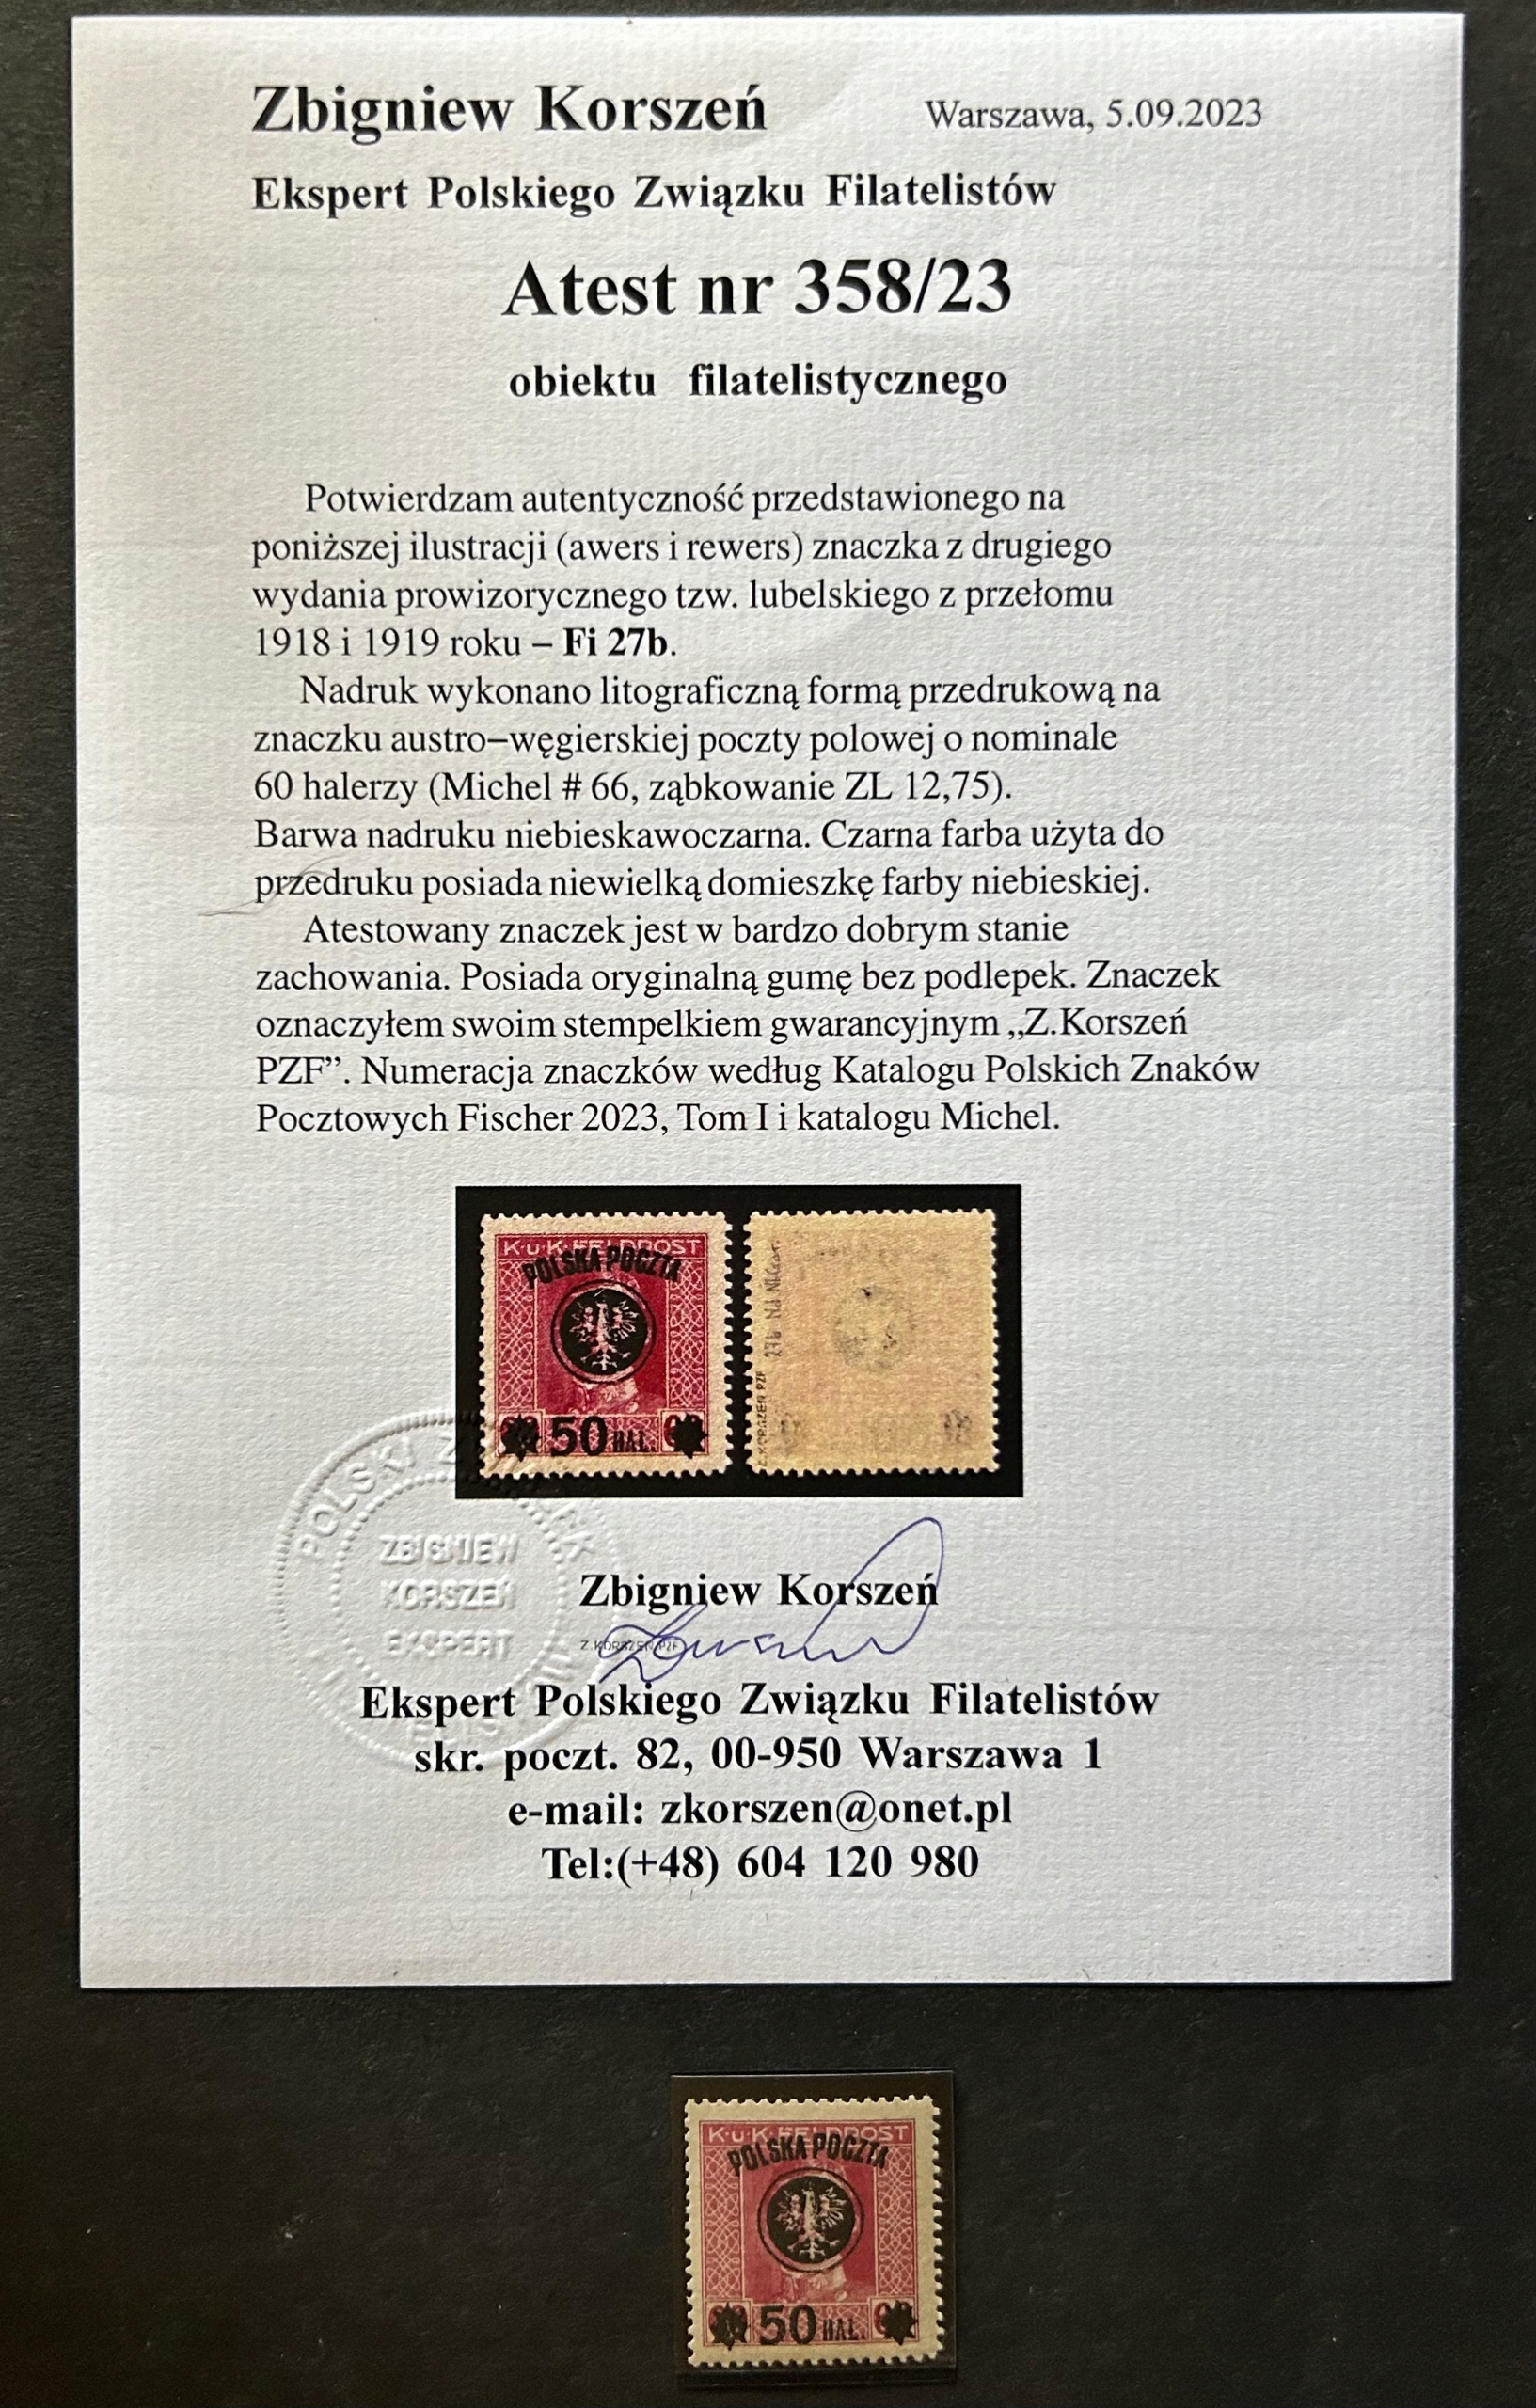 Zbigniew Korszeń
Warszawa, 5.09.2023
Ekspert Polskiego Związku Filatelistów
Atest nr 358/23
obiektu filatelistycznego
Potwierdzam autentyczność przedstawionego na
poniższej ilustracji (awers i rewers) znaczka z drugiego
wydania prowizorycznego tzw. lubelskiego z przełomu
1918 i 1919 roku – Fi 27b.
Nadruk wykonano litograficzną formą przedrukową na
znaczku austro–węgierskiej poczty polowej o nominale
60 halerzy (Michel # 66, ząbkowanie ZL 12,75).
Barwa nadruku niebieskawoczarna. Czarna farba użyta do
przedruku posiada niewielką domieszkę farby niebieskiej.
Atestowany znaczek jest w bardzo dobrym stanie
zachowania. Posiada oryginalną gumę bez podlepek. Znaczek
oznaczyłem swoim stempelkiem gwarancyjnym „Z.Korszeń
PZF”. Numeracja znaczków według Katalogu Polskich Znaków
Pocztowych Fischer 2023, Tom I i katalogu Michel.
K.u.K. FELDPOST
POLSKA POCZTA
50 HAL.
Z.KORSZEŃ PZF 27b
POLSKI
ZBIGNIEW
KORSZEŃ
EKSPERT
Zbigniew Korszeń
Z.KORSZEŃ PZF
Ekspert Polskiego Związku Filatelistów
skr. poczt. 82, 00-950 Warszawa 1
e-mail: zkorszen@onet.pl
Tel:(+48) 604 120 980
K.u.K. FELDPOST
POLSKA POCZTA
50 HAL.